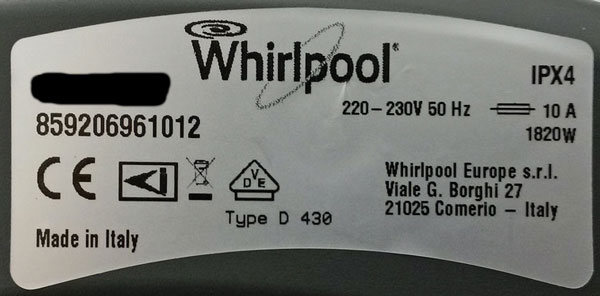 Whirlpool
IPX4
220–230V 50 Hz 10 A
1820W
859206961012
CE
VDE
Type D 430
Whirlpool Europe s.r.l.
Viale G. Borghi 27
21025 Comerio – Italy
Made in Italy